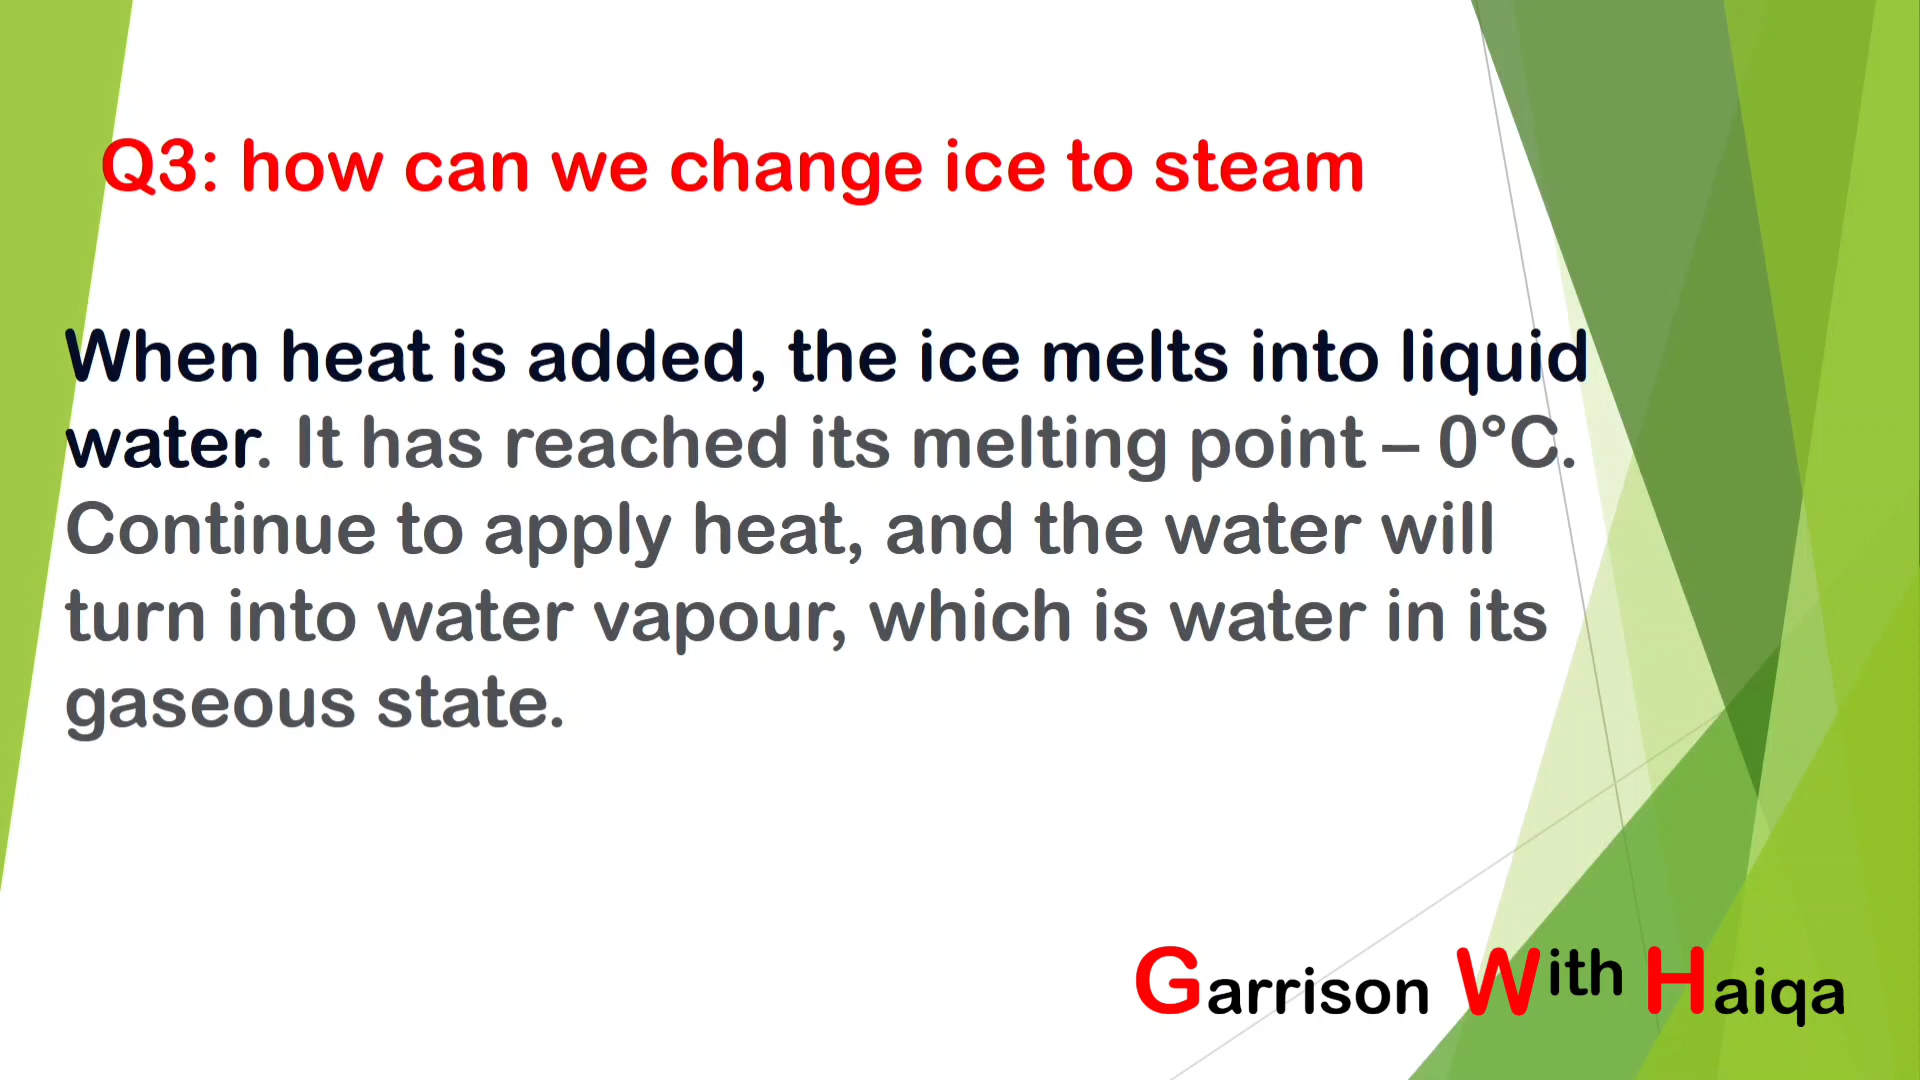 Q3: how can we change ice to steam
When heat is added, the ice melts into liquid
water. It has reached its melting point – 0°C.
Continue to apply heat, and the water will
turn into water vapour, which is water in its
gaseous state.
Garrison With Haiqa